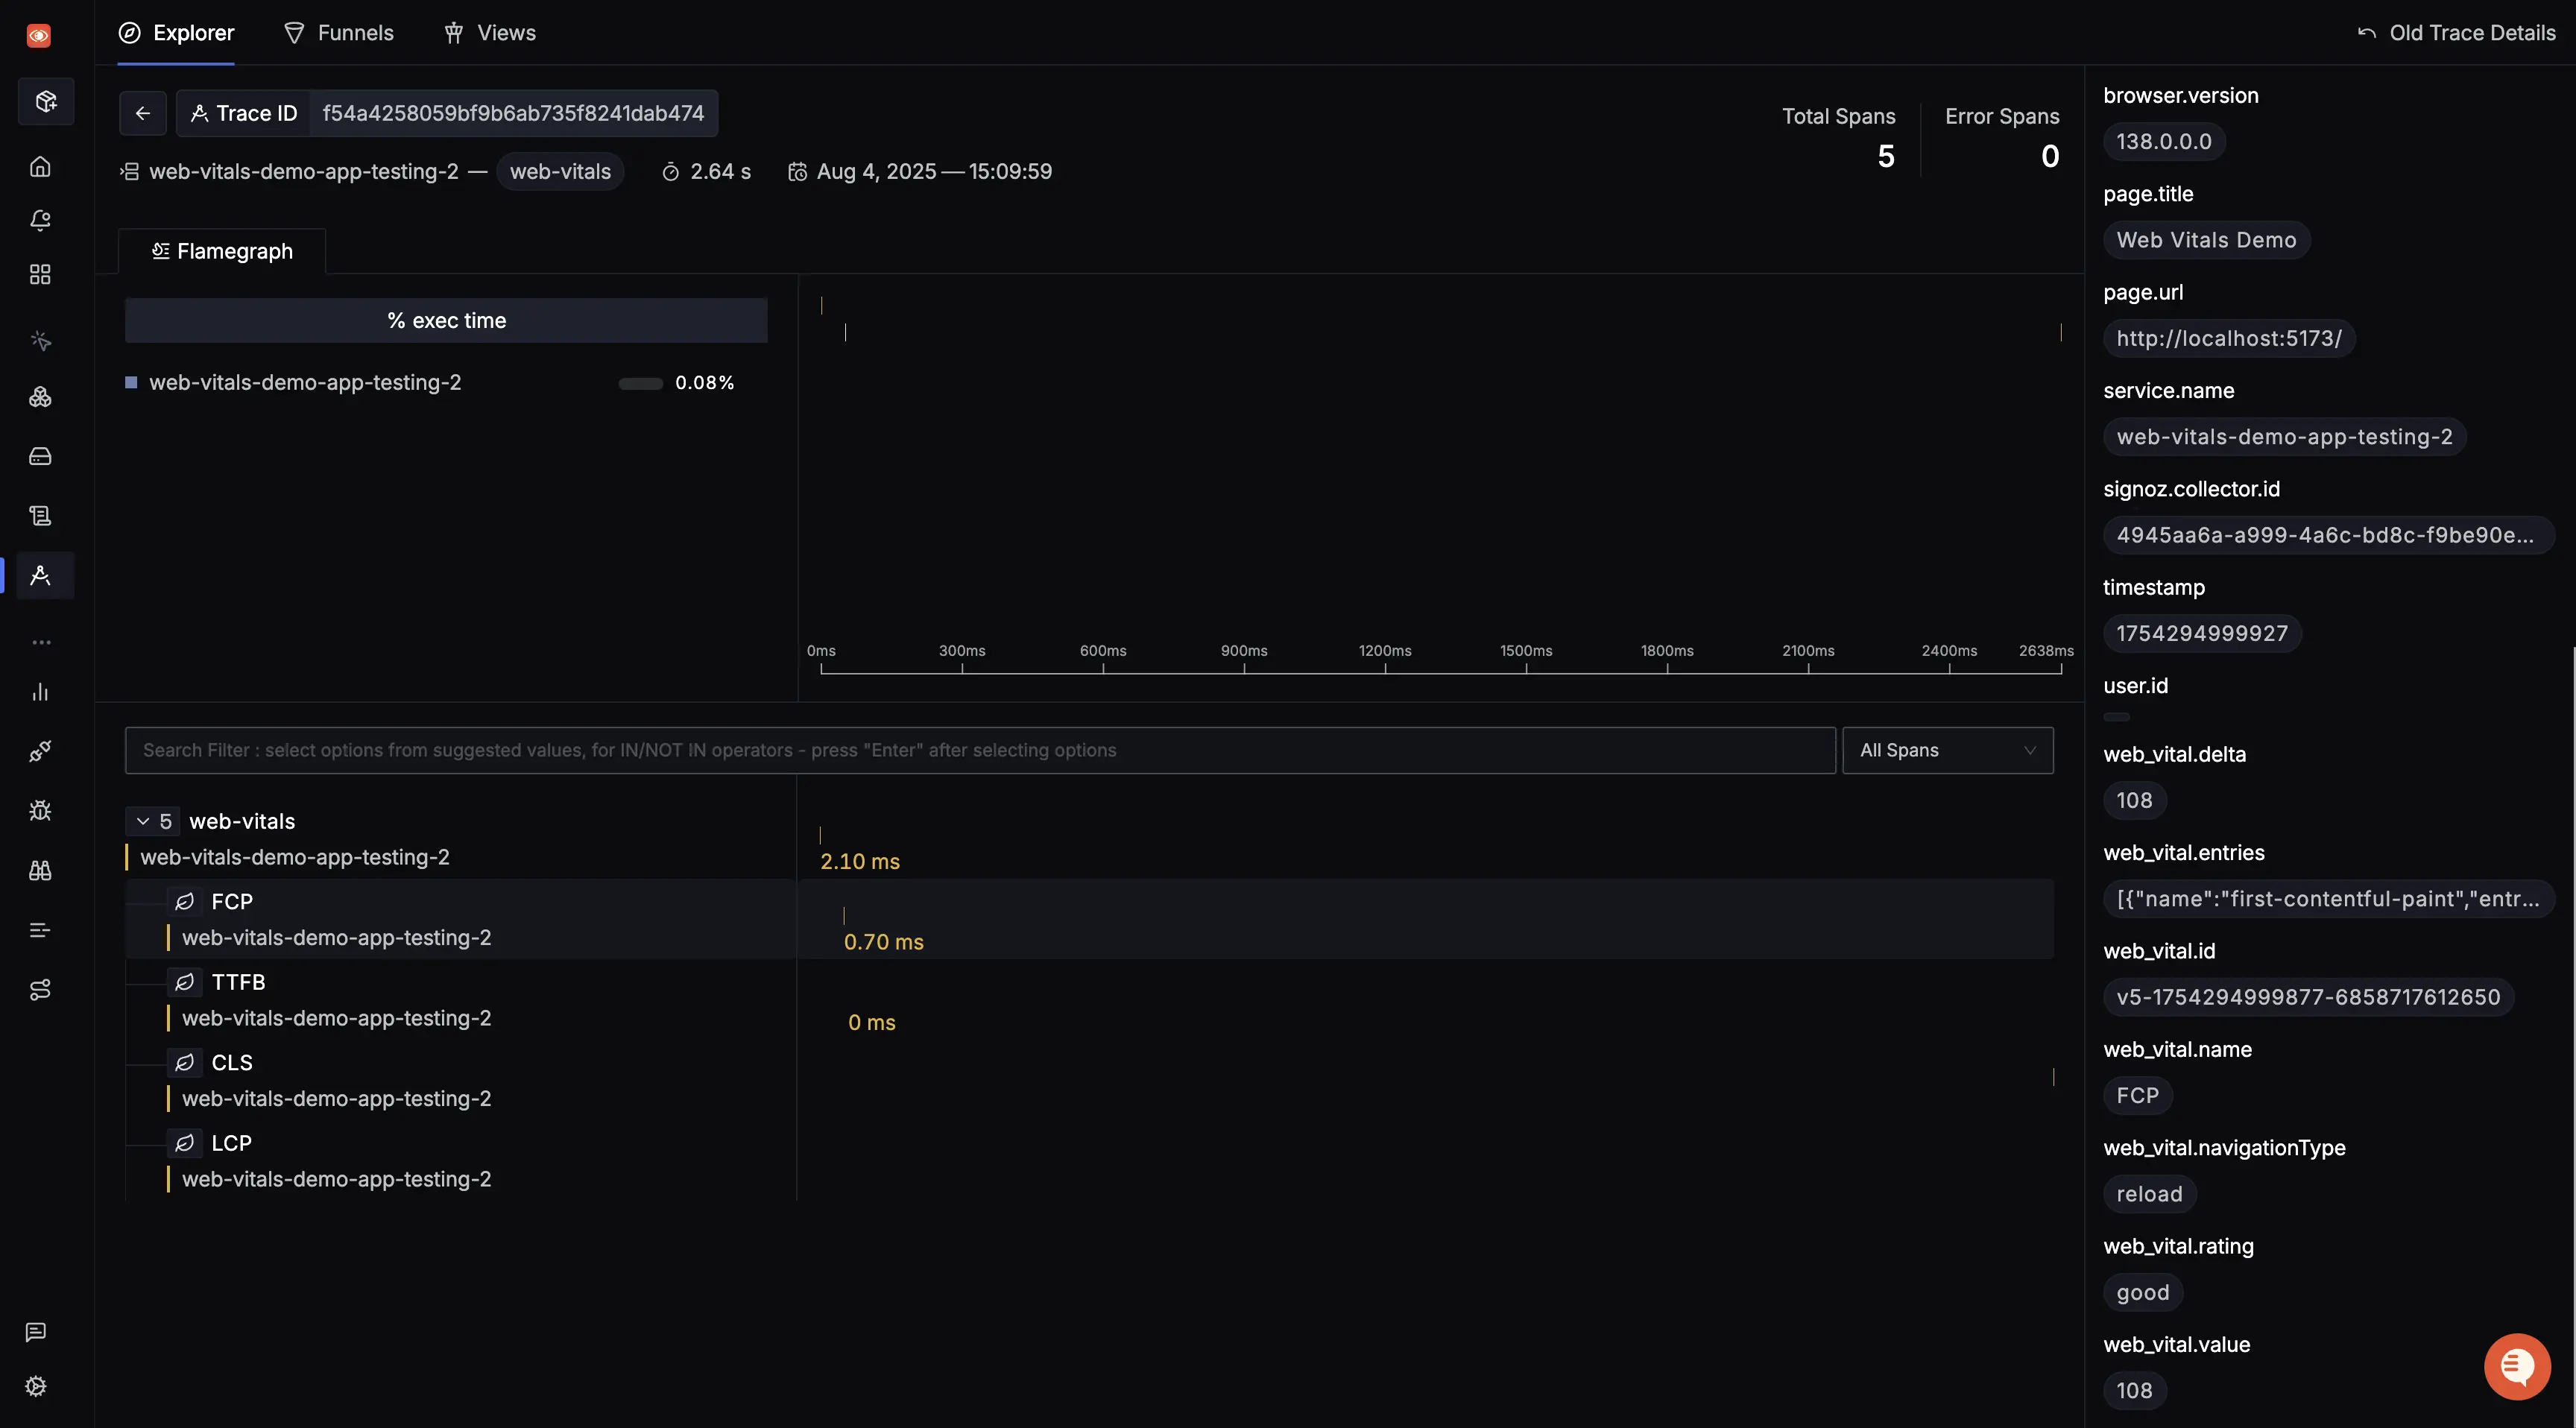 Explorer
Funnels
Views
Old Trace Details
Trace ID
f54a4258059bf9b6ab735f8241dab474
web-vitals-demo-app-testing-2 — web-vitals
2.64 s
Aug 4, 2025 — 15:09:59
Total Spans
5
Error Spans
0
Flamegraph
% exec time
web-vitals-demo-app-testing-2
0.08%
0ms
300ms
600ms
900ms
1200ms
1500ms
1800ms
2100ms
2400ms
2638ms
Search Filter : select options from suggested values, for IN/NOT IN operators - press "Enter" after selecting options
All Spans
5 web-vitals
web-vitals-demo-app-testing-2
2.10 ms
FCP
web-vitals-demo-app-testing-2
0.70 ms
TTFB
web-vitals-demo-app-testing-2
0 ms
CLS
web-vitals-demo-app-testing-2
LCP
web-vitals-demo-app-testing-2
browser.version
138.0.0.0
page.title
Web Vitals Demo
page.url
http://localhost:5173/
service.name
web-vitals-demo-app-testing-2
signoz.collector.id
4945aa6a-a999-4a6c-bd8c-f9be90e...
timestamp
1754294999927
user.id
web_vital.delta
108
web_vital.entries
[{"name":"first-contentful-paint","entr...
web_vital.id
v5-1754294999877-6858717612650
web_vital.name
FCP
web_vital.navigationType
reload
web_vital.rating
good
web_vital.value
108